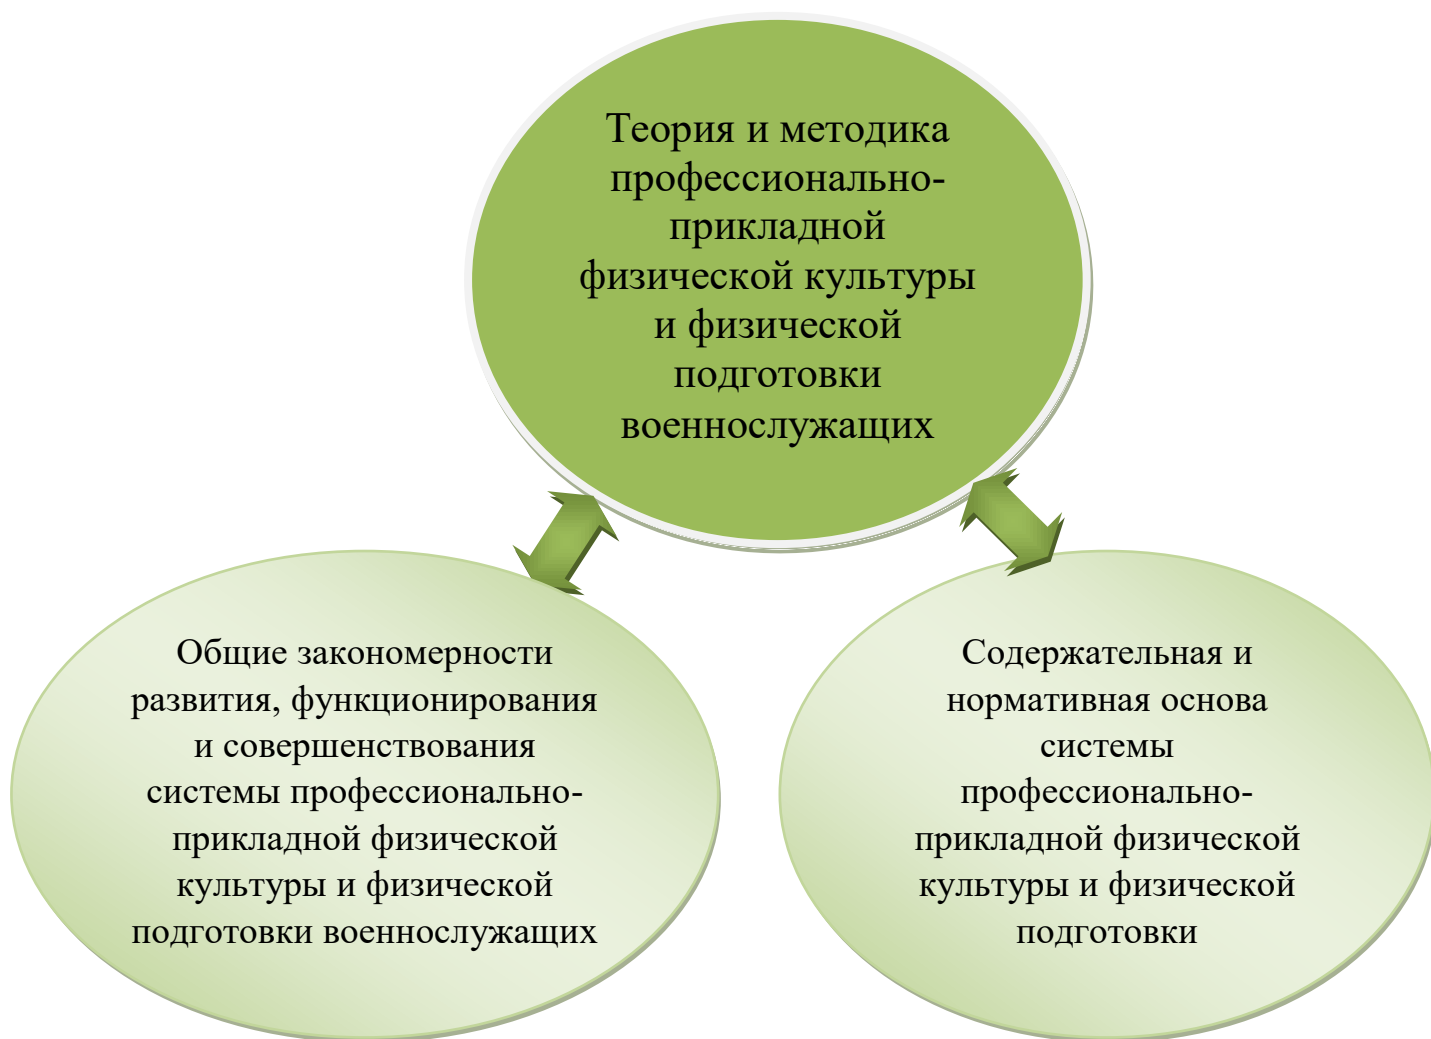 Теория и методика
профессионально-
прикладной
физической культуры
и физической
подготовки
военнослужащих
Общие закономерности
развития, функционирования
и совершенствования
системы профессионально-
прикладной физической
культуры и физической
подготовки военнослужащих
Содержательная и
нормативная основа
системы
профессионально-
прикладной физической
культуры и физической
подготовки